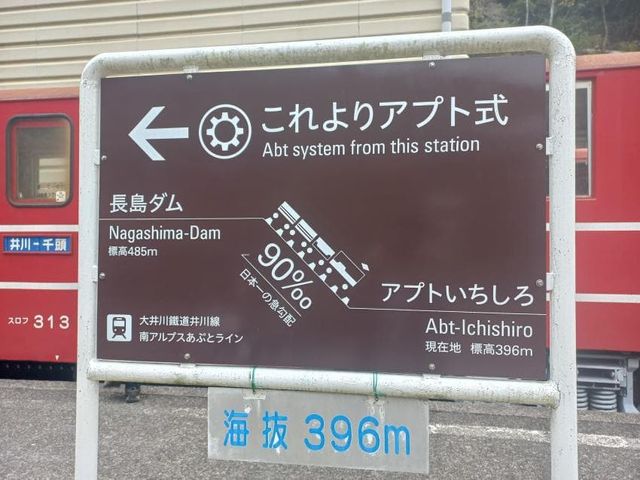 これよりアプト式
Abt system from this station
長島ダム
Nagashima-Dam
標高485m
90‰
日本一の急勾配
アプトいちしろ
Abt-Ichishiro
現在地 標高396m
大井川鐵道井川線
南アルプスあぷとライン
海抜 396m
井川-千頭
スロフ 313